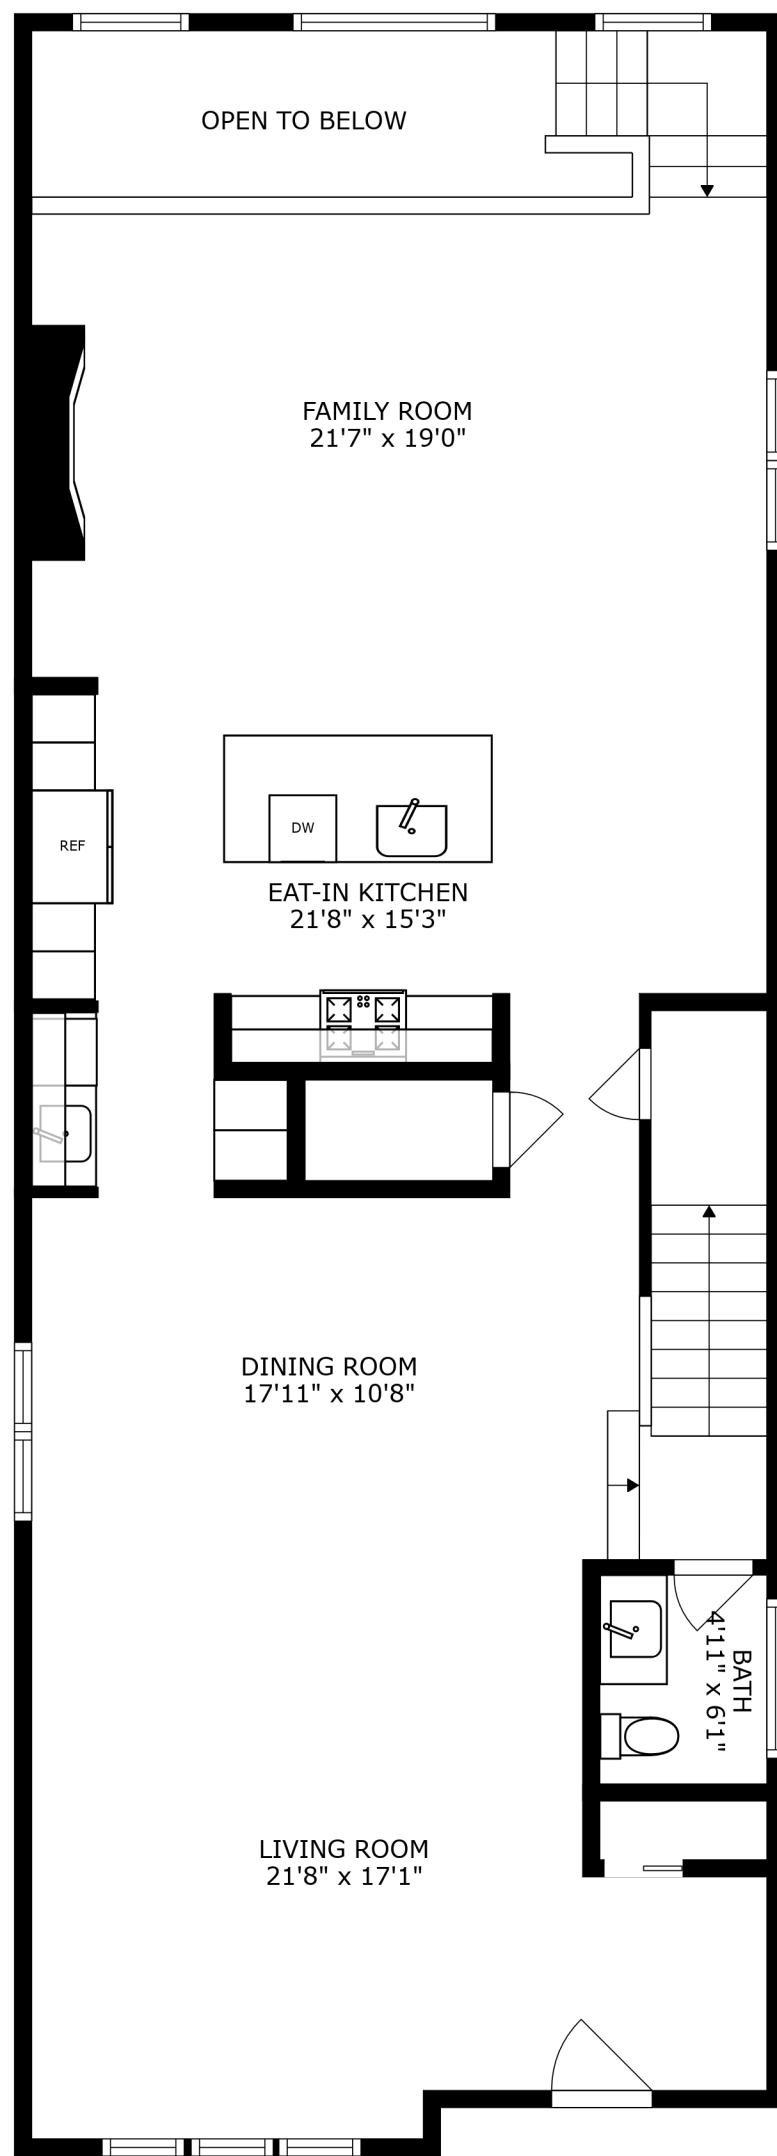 OPEN TO BELOW
FAMILY ROOM
21'7" x 19'0"
DW
REF
EAT-IN KITCHEN
21'8" x 15'3"
DINING ROOM
17'11" x 10'8"
BATH
4'11" x 6'1"
LIVING ROOM
21'8" x 17'1"